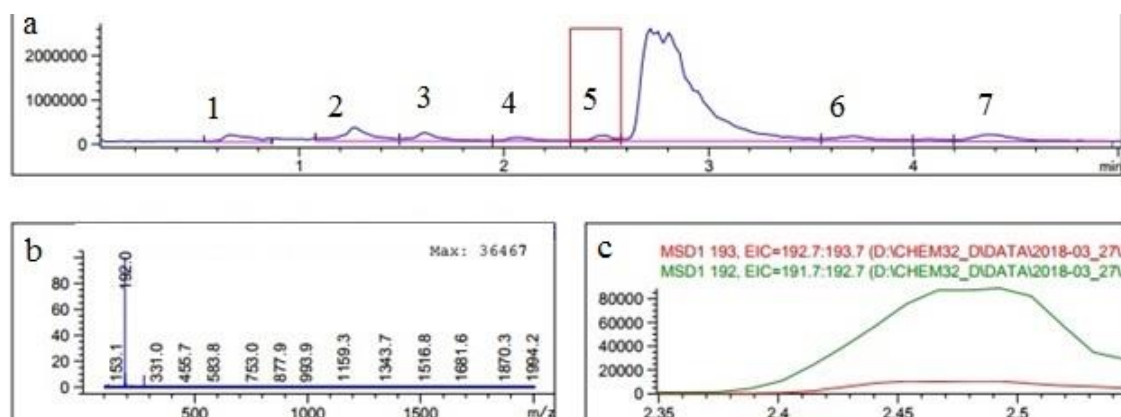 a
2000000
1000000
0
1 2 3 4 5 6 7
1 2 3 4 min
b
Max: 36467
80
60
40
20
0
192.0
153.1 331.0 455.7 583.8 753.0 877.9 993.9 1159.3 1343.7 1516.8 1681.6 1870.3 1994.2
500 1000 1500 m/z
c
MSD1 193, EIC=192.7:193.7 (D:\CHEM32_D\DATA\2018-03_27\
MSD1 192, EIC=191.7:192.7 (D:\CHEM32_D\DATA\2018-03_27\
80000
60000
40000
20000
0
2.35 2.4 2.45 2.5